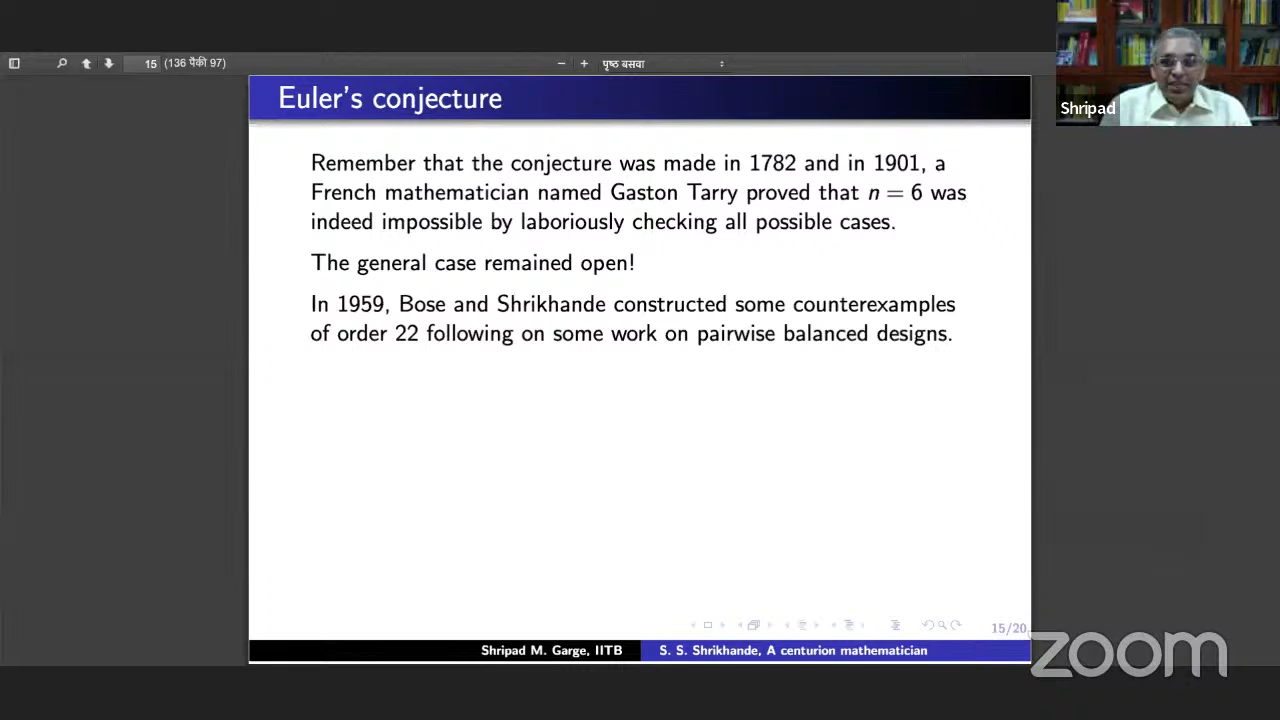 15 (136 पैकी 97)
− + पृष्ठ बसवा
Shripad
Euler's conjecture
Remember that the conjecture was made in 1782 and in 1901, a
French mathematician named Gaston Tarry proved that n = 6 was
indeed impossible by laboriously checking all possible cases.
The general case remained open!
In 1959, Bose and Shrikhande constructed some counterexamples
of order 22 following on some work on pairwise balanced designs.
15/20
Shripad M. Garge, IITB
S. S. Shrikhande, A centurion mathematician
zoom